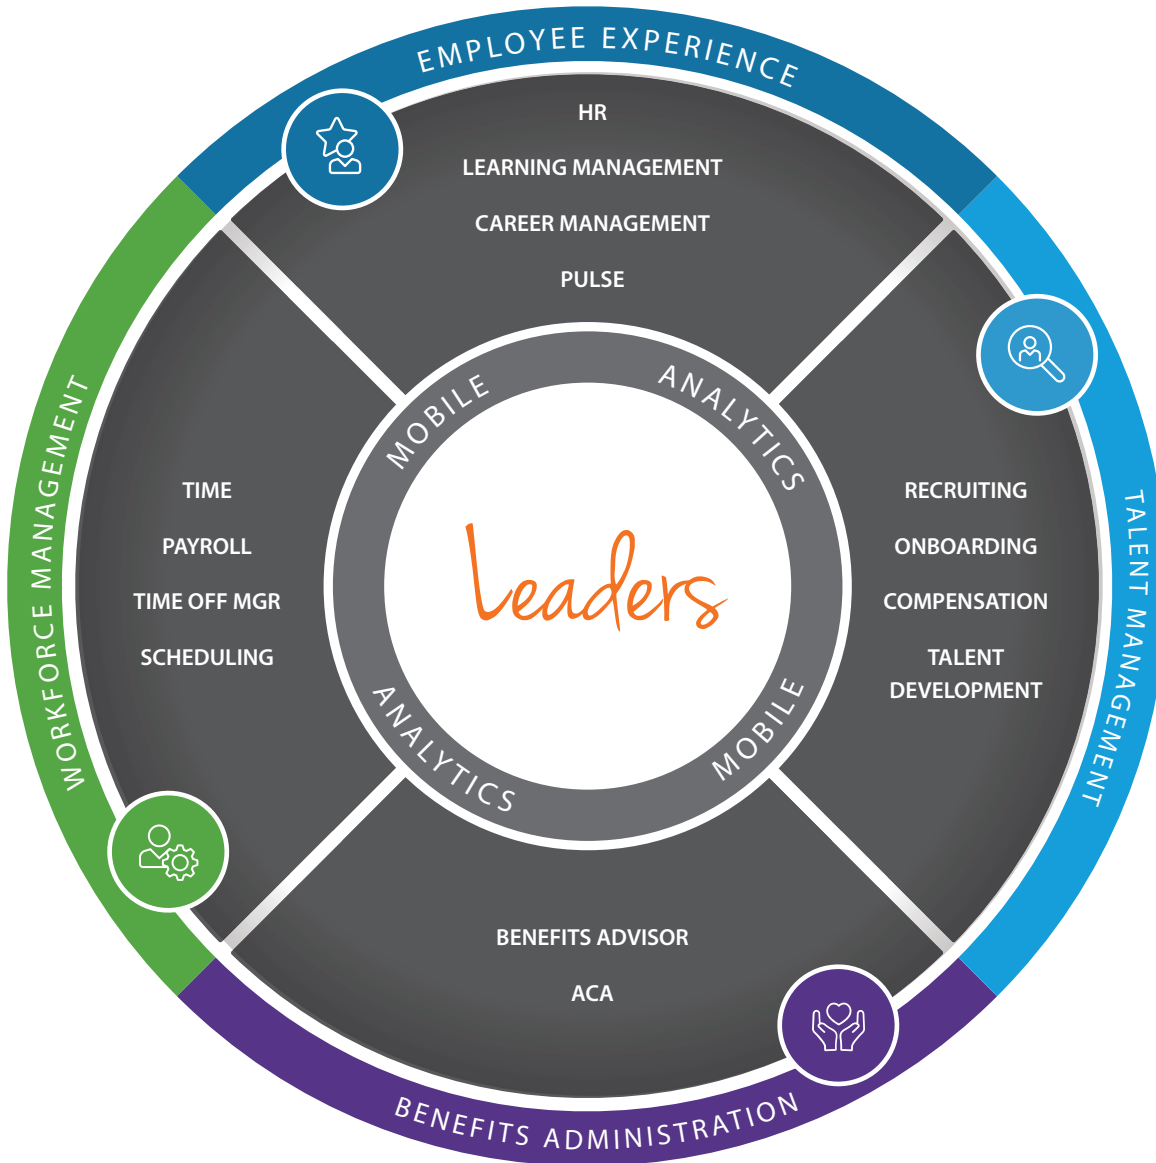 EMPLOYEE EXPERIENCE
HR
LEARNING MANAGEMENT
CAREER MANAGEMENT
PULSE
MOBILE
ANALYTICS
WORKFORCE MANAGEMENT
TIME
PAYROLL
TIME OFF MGR
SCHEDULING
Leaders
RECRUITING
ONBOARDING
COMPENSATION
TALENT
DEVELOPMENT
TALENT MANAGEMENT
ANALYTICS
MOBILE
BENEFITS ADVISOR
ACA
BENEFITS ADMINISTRATION